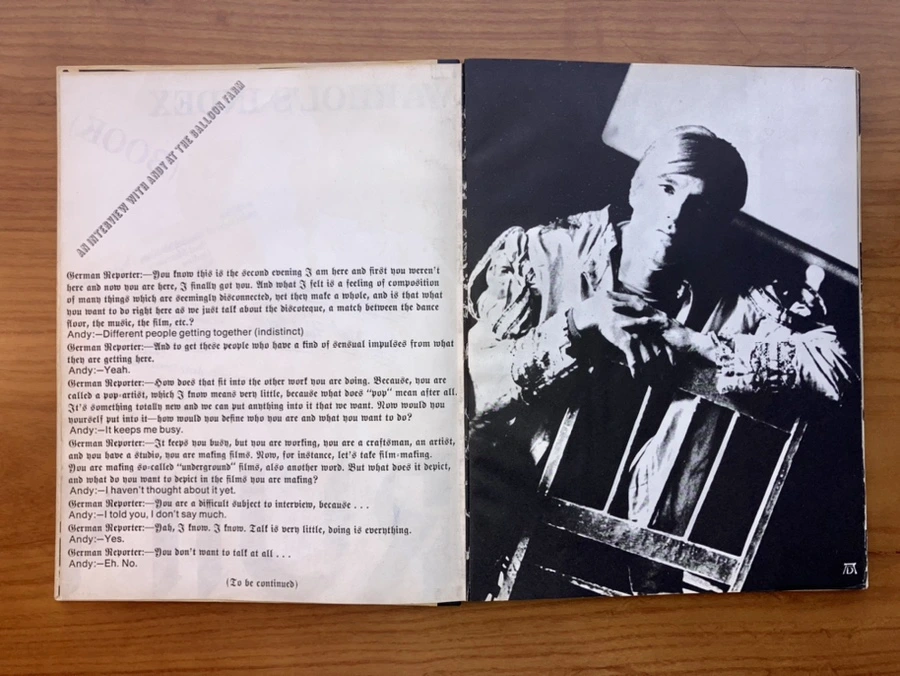 AN INTERVIEW WITH ANDY AT THE BALLOON FARM
German Reporter:—You know this is the second evening I am here and first you weren't
here and now you are here, I finally got you. And what I felt is a feeling of composition
of many things which are seemingly disconnected, yet they make a whole, and is that what
you want to do right here as we just talk about the discoteque, a match between the dance
floor, the music, the film, etc.?
Andy:—Different people getting together (indistinct)
German Reporter:—And to get these people who have a kind of sensual impulses from what
they are getting here.
Andy:—Yeah.
German Reporter:—How does that fit into the other work you are doing. Because, you are
called a pop-artist, which I know means very little, because what does "pop" mean after all.
It's something totally new and we can put anything into it that we want. Now would you
yourself put into it—how would you define who you are and what you want to do?
Andy:—It keeps me busy.
German Reporter:—It keeps you busy, but you are working, you are a craftsman, an artist,
and you have a studio, you are making films. Now, for instance, let's take film-making.
You are making so-called "underground" films, also another word. But what does it depict,
and what do you want to depict in the films you are making?
Andy:—I haven't thought about it yet.
German Reporter:—You are a difficult subject to interview, because . . .
Andy:—I told you, I don't say much.
German Reporter:—Yah, I know. I know. Talk is very little, doing is everything.
Andy:—Yes.
German Reporter:—You don't want to talk at all . . .
Andy:—Eh. No.
(To be continued)
WARHOL'S INDEX
BOOK)